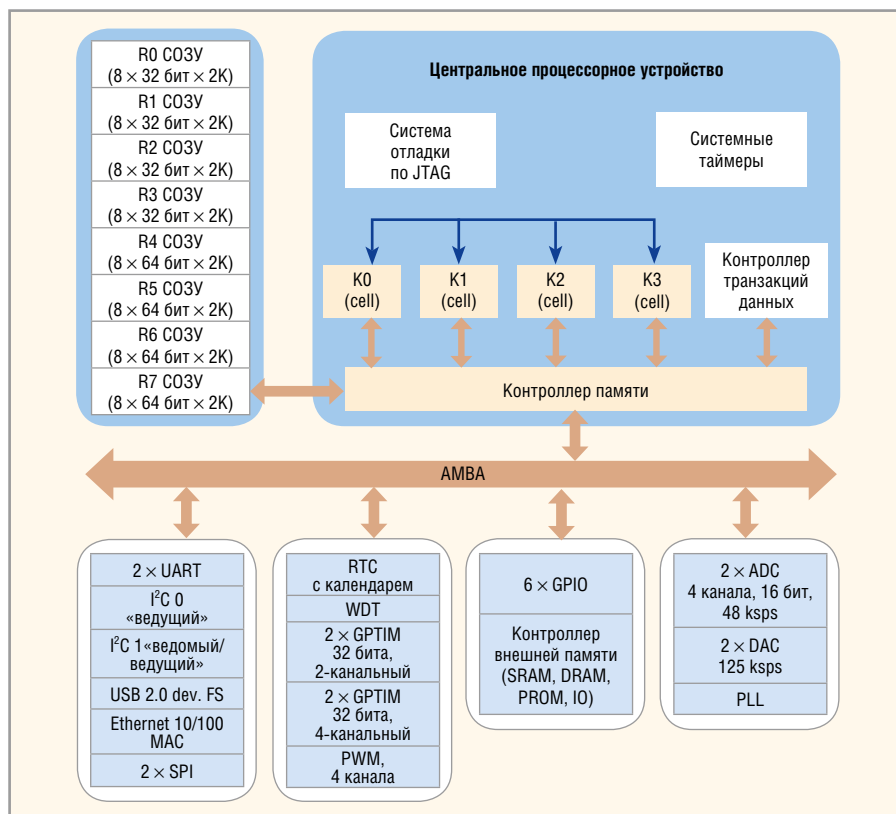 R0 СОЗУ
(8 × 32 бит × 2K)
R1 СОЗУ
(8 × 32 бит × 2K)
R2 СОЗУ
(8 × 32 бит × 2K)
R3 СОЗУ
(8 × 32 бит × 2K)
R4 СОЗУ
(8 × 64 бит × 2K)
R5 СОЗУ
(8 × 64 бит × 2K)
R6 СОЗУ
(8 × 64 бит × 2K)
R7 СОЗУ
(8 × 64 бит × 2K)
Центральное процессорное устройство
Система
отладки
по JTAG
Системные
таймеры
K0
(cell)
K1
(cell)
K2
(cell)
K3
(cell)
Контроллер
транзакций
данных
Контроллер памяти
AMBA
2 × UART
I²C 0
«ведущий»
I²C 1«ведомый/
ведущий»
USB 2.0 dev. FS
Ethernet 10/100
MAC
2 × SPI
RTC
с календарем
WDT
2 × GPTIM
32 бита,
2-канальный
2 × GPTIM
32 бита,
4-канальный
PWM,
4 канала
6 × GPIO
Контроллер
внешней памяти
(SRAM, DRAM,
PROM, IO)
2 × ADC
4 канала, 16 бит,
48 ksps
2 × DAC
125 ksps
PLL